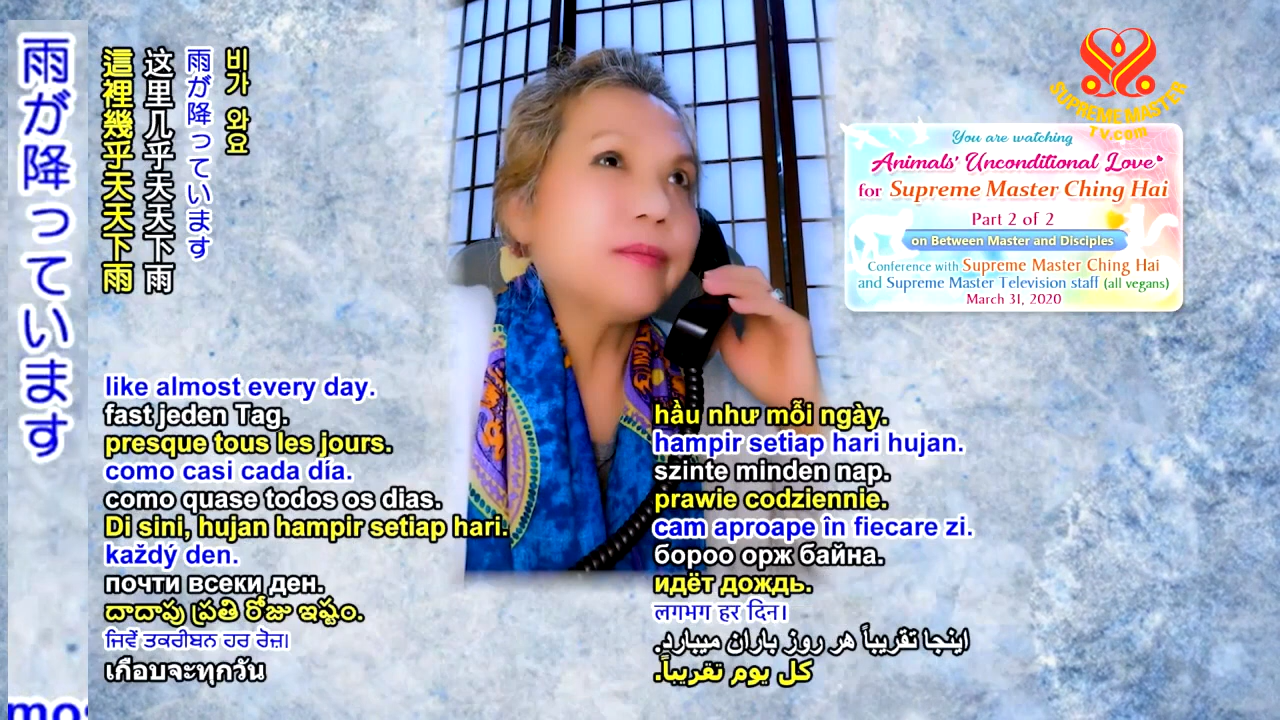 雨が降っています
這裡幾乎天天下雨
这里几乎天天下雨
雨が降っています
비가 와요
SUPREME MASTER
TV.com
You are watching
Animals' Unconditional Love
for Supreme Master Ching Hai
Part 2 of 2
on Between Master and Disciples
Conference with Supreme Master Ching Hai
and Supreme Master Television staff (all vegans)
March 31, 2020
like almost every day.
fast jeden Tag.
presque tous les jours.
como casi cada día.
como quase todos os dias.
Di sini, hujan hampir setiap hari.
každý den.
почти всеки ден.
దాదాపు ప్రతి రోజు ఇష్టం.
ਜਿਵੇਂ ਤਕਰੀਬਨ ਹਰ ਰੋਜ਼।
เกือบจะทุกวัน
hầu như mỗi ngày.
hampir setiap hari hujan.
szinte minden nap.
prawie codziennie.
cam aproape în fiecare zi.
бороо орж байна.
идёт дождь.
लगभग हर दिन।
اینجا تقریباً هر روز باران میبارد.
كل يوم تقريباً.